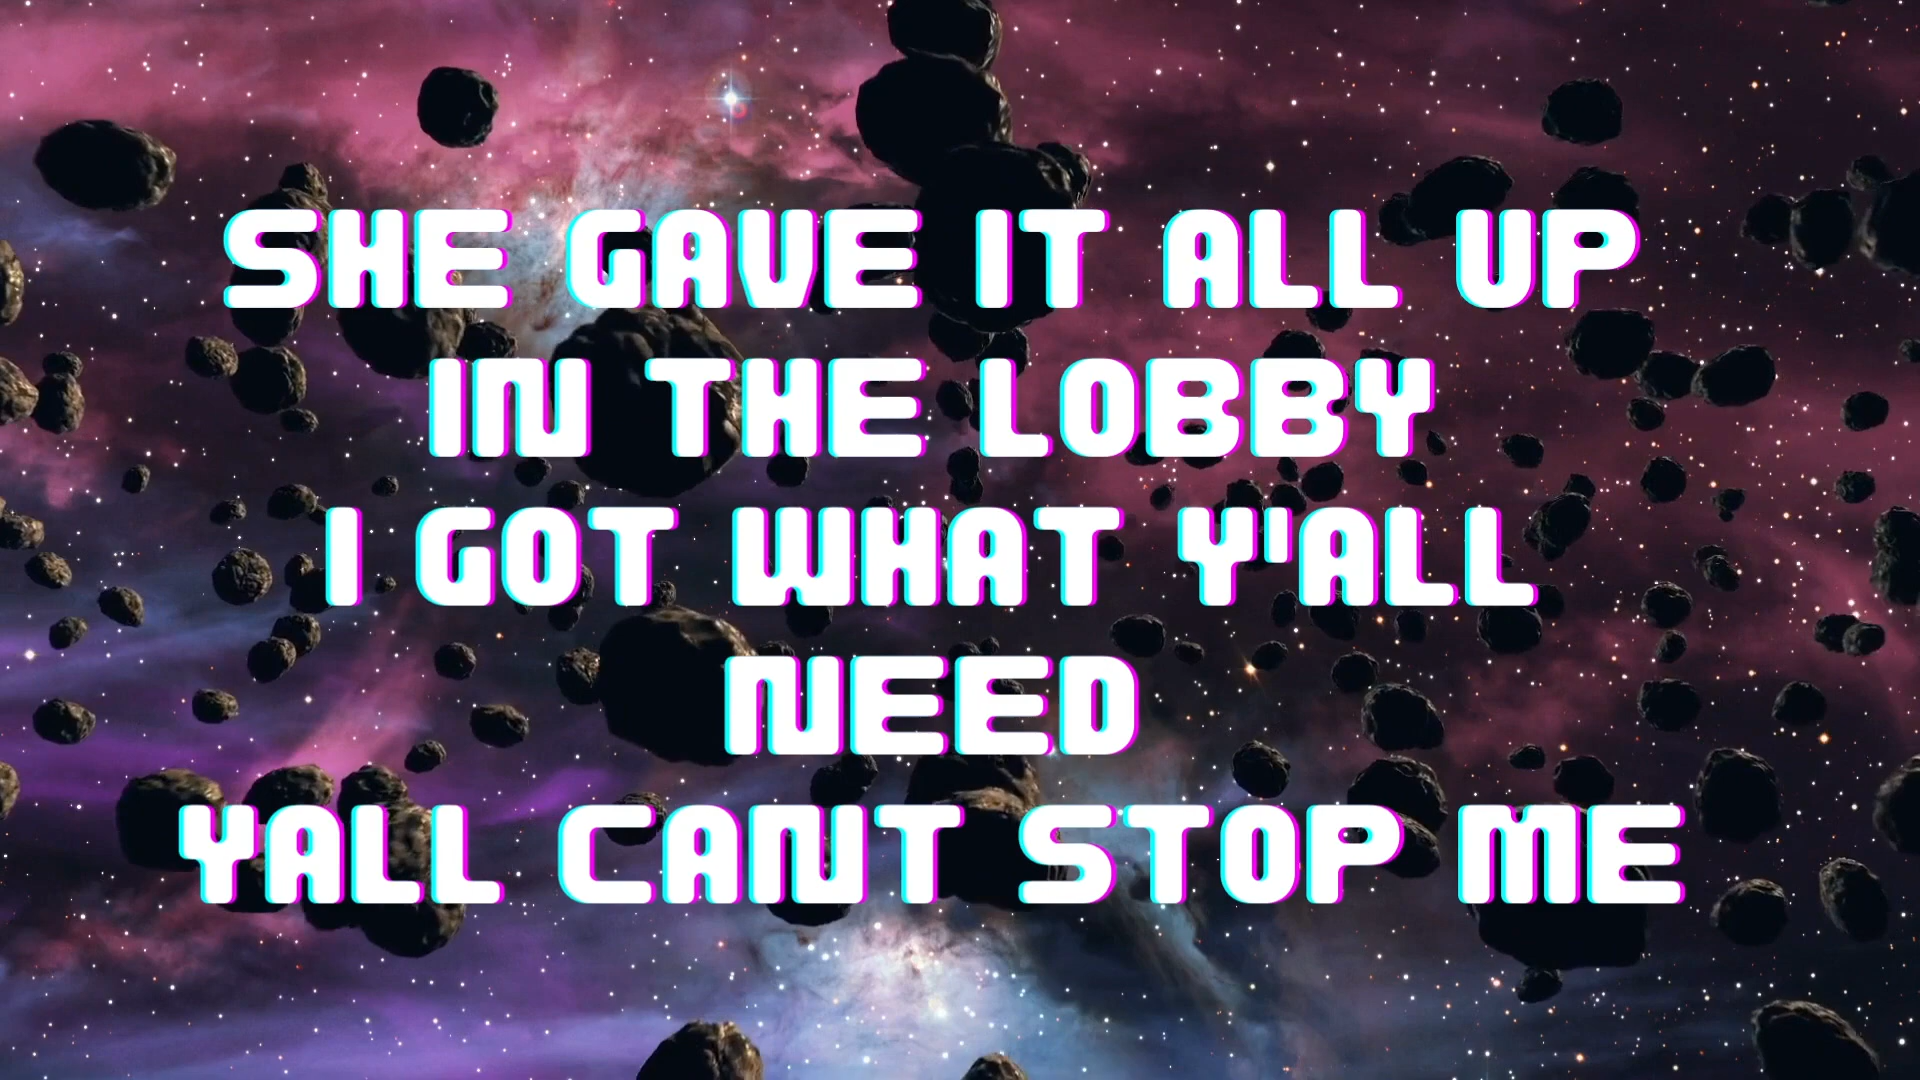 SHE GAVE IT ALL UP
IN THE LOBBY
I GOT WHAT Y'ALL
NEED
YALL CANT STOP ME